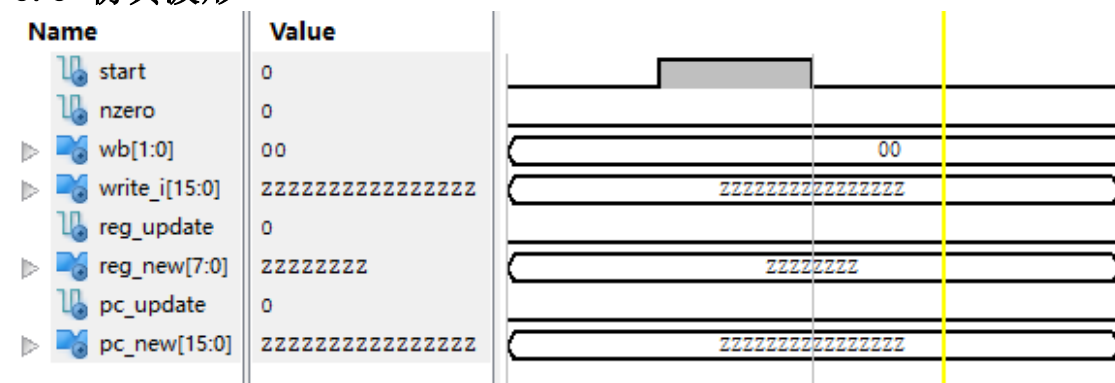 Name Value
start 0
nzero 0
wb[1:0] 00 00
write_i[15:0] ZZZZZZZZZZZZZZZZ ZZZZZZZZZZZZZZZZ
reg_update 0
reg_new[7:0] ZZZZZZZZ ZZZZZZZZ
pc_update 0
pc_new[15:0] ZZZZZZZZZZZZZZZZ ZZZZZZZZZZZZZZZZ